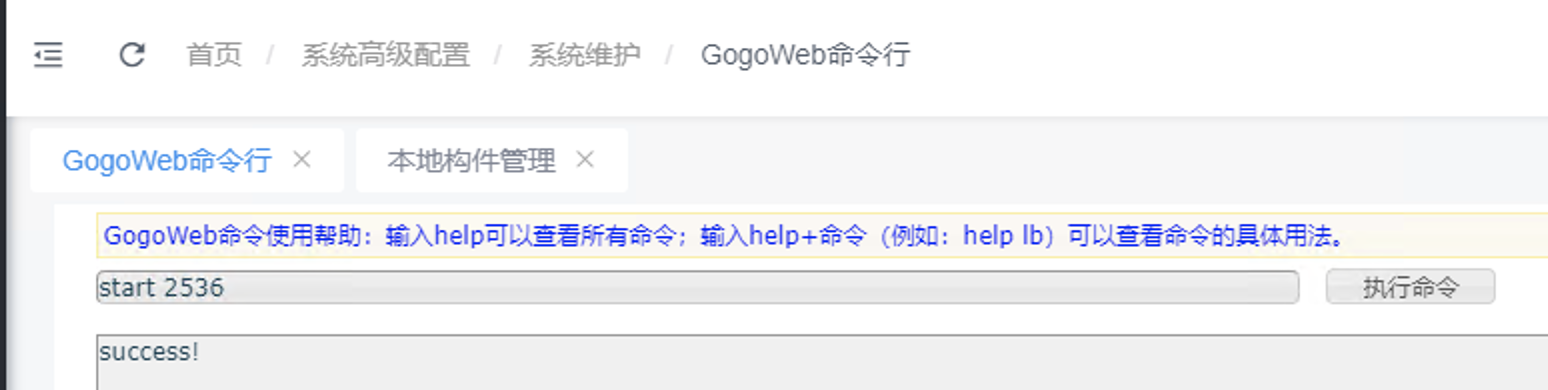 首页 / 系统高级配置 / 系统维护 / GogoWeb命令行
GogoWeb命令行 × 本地构件管理 ×
GogoWeb命令使用帮助：输入help可以查看所有命令；输入help+命令（例如：help lb）可以查看命令的具体用法。
start 2536 执行命令
success!